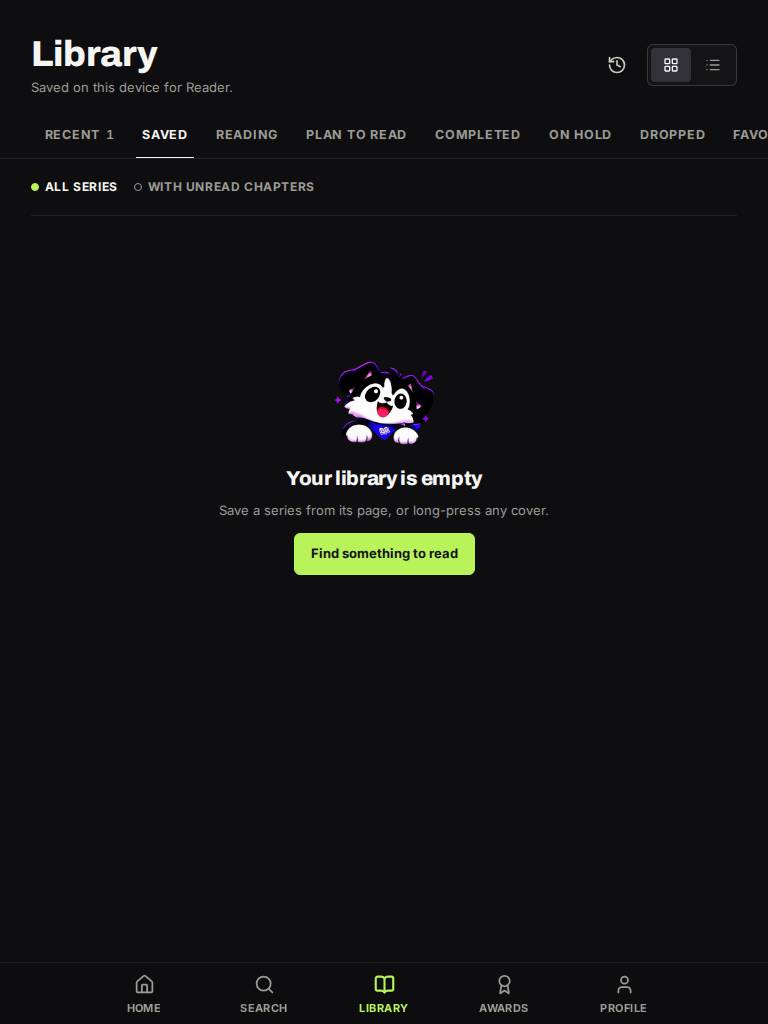 Library
Saved on this device for Reader.
RECENT 1 SAVED READING PLAN TO READ COMPLETED ON HOLD DROPPED FAVO
ALL SERIES WITH UNREAD CHAPTERS
Your library is empty
Save a series from its page, or long-press any cover.
Find something to read
HOME SEARCH LIBRARY AWARDS PROFILE